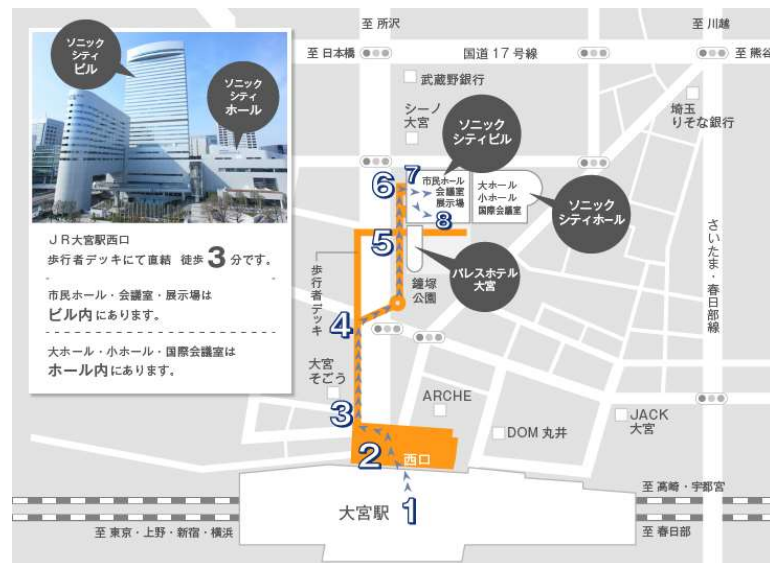 ソニック
シティ
ビル
ソニック
シティ
ホール
JR大宮駅西口
歩行者デッキにて直結 徒歩 3 分です。
市民ホール・会議室・展示場は
ビル内にあります。
大ホール・小ホール・国際会議室は
ホール内にあります。
至 所沢
至 川越
至 日本橋
国道17号線
至 熊谷
武蔵野銀行
シーノ
大宮
埼玉
りそな銀行
ソニック
シティビル
6
7
市民ホール
会議室
展示場
8
大ホール
小ホール
国際会議室
ソニック
シティホール
5
パレスホテル
大宮
鐘塚
公園
歩行者デッキ
さいたま・春日部線
4
大宮
そごう
3
ARCHE
DOM 丸井
JACK
大宮
2
西口
1
大宮駅
至 高崎・宇都宮
至 東京・上野・新宿・横浜
至 春日部